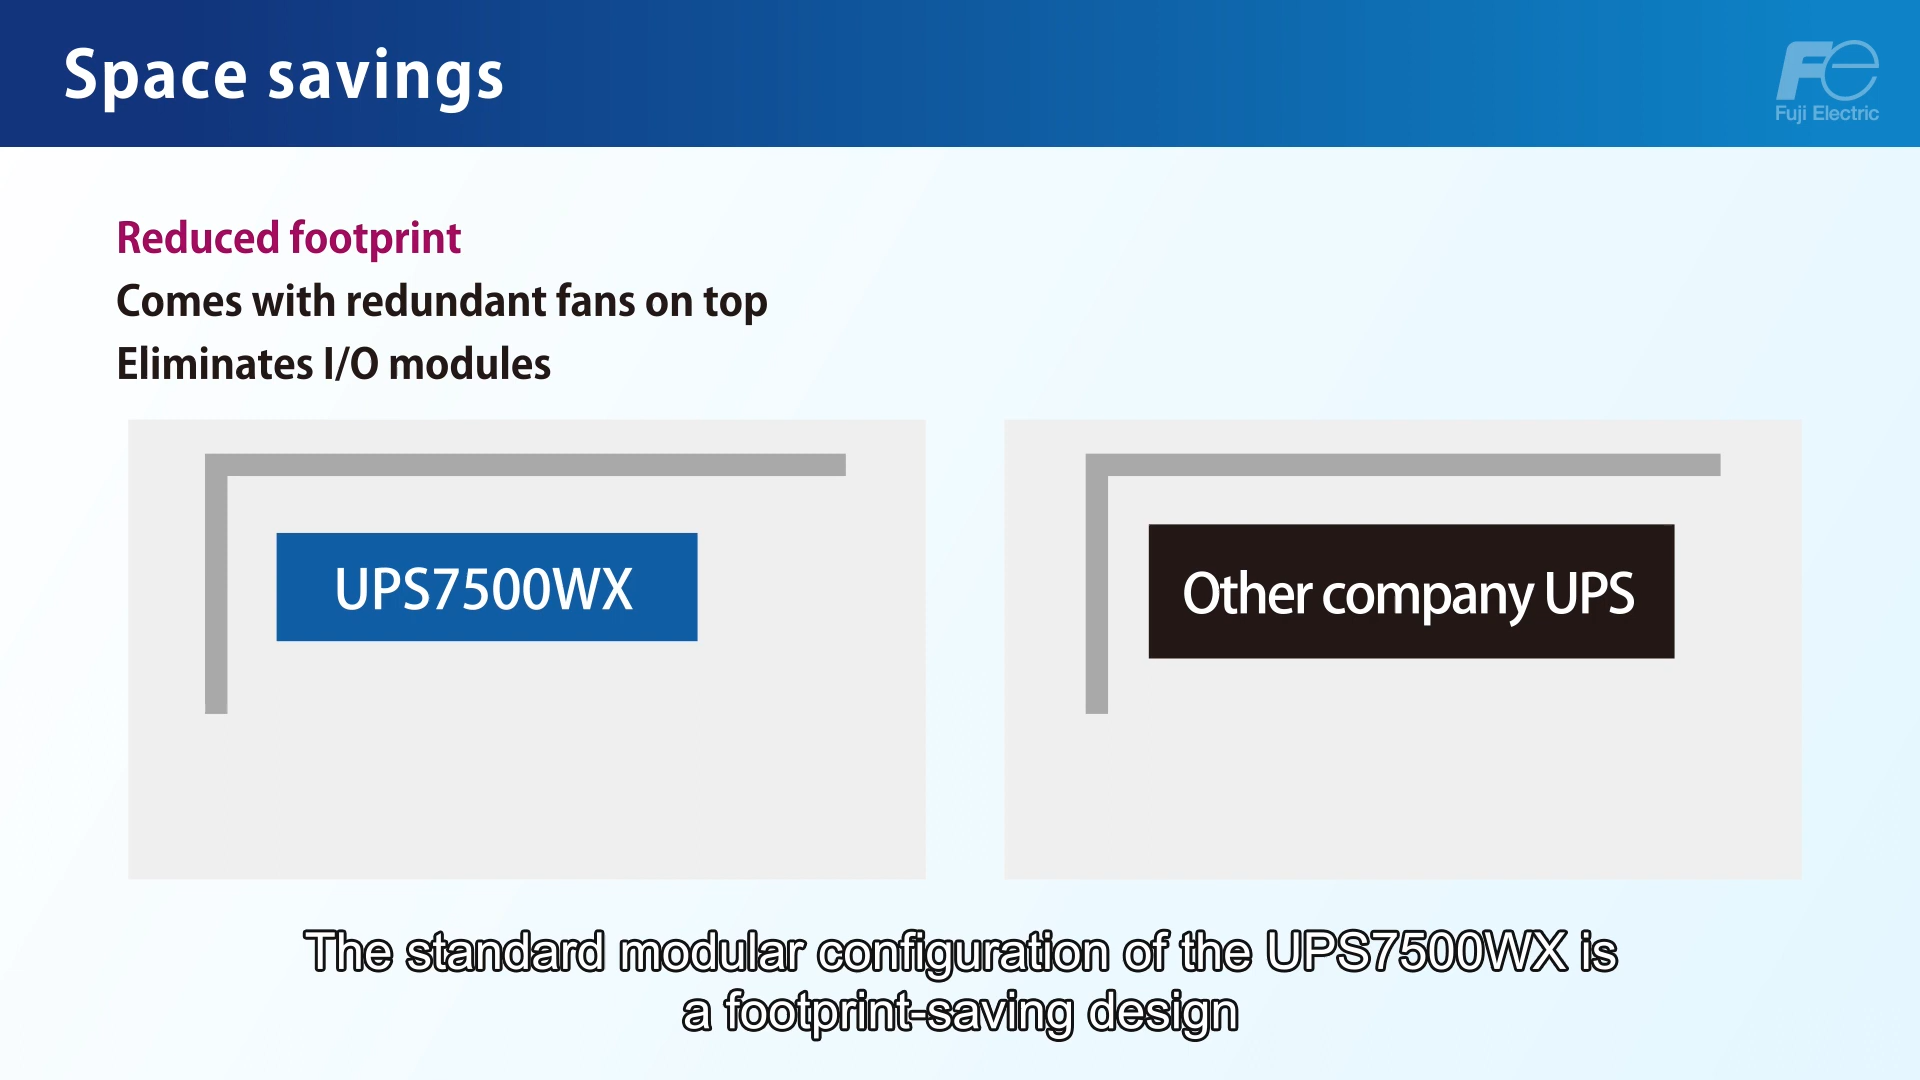 Space savings
Fe
Fuji Electric
Reduced footprint
Comes with redundant fans on top
Eliminates I/O modules
UPS7500WX
Other company UPS
The standard modular configuration of the UPS7500WX is
a footprint-saving design